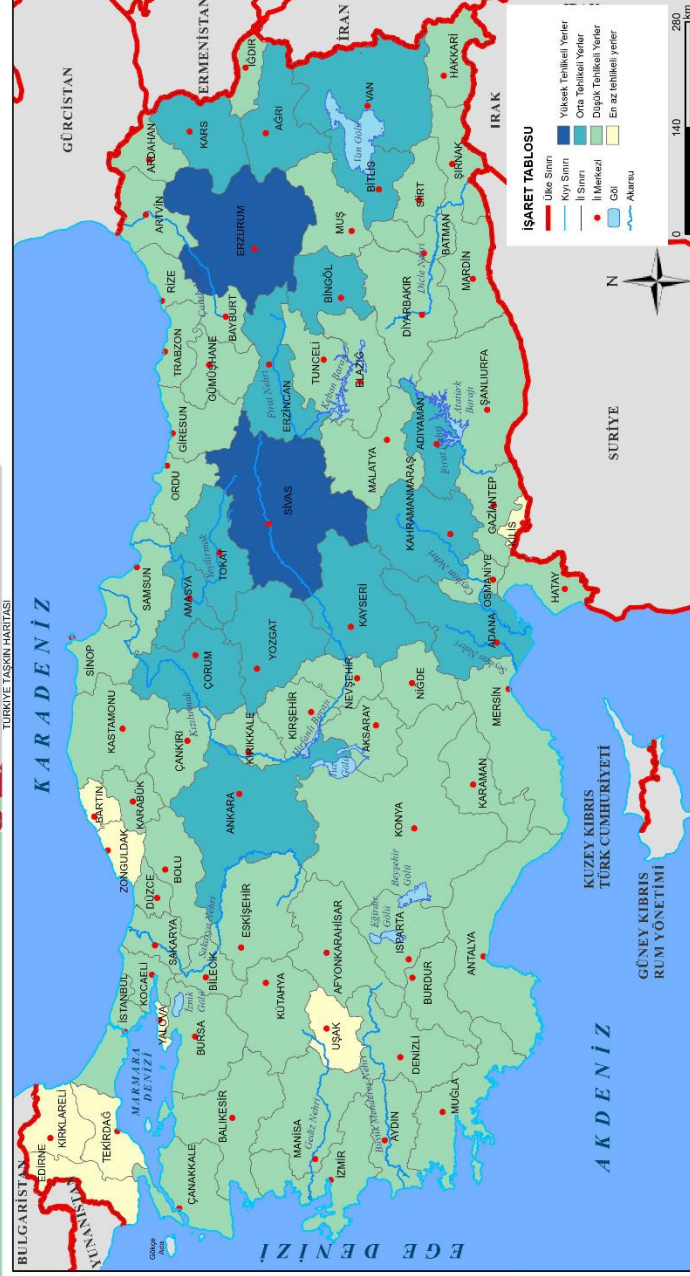 TÜRKİYE TAŞKIN HARİTASI
KARADENİZ
BULGARİSTAN
YUNANİSTAN
GÜRCİSTAN
ERMENİSTAN
İRAN
IRAK
SURİYE
MARMARA
DENİZİ
EGE DENİZİ
AKDENİZ
KUZEY KIBRIS
TÜRK CUMHURİYETİ
GÜNEY KIBRIS
RUM YÖNETİMİ
Gökçe
Ada
EDİRNE
KIRKLARELİ
TEKİRDAĞ
İSTANBUL
KOCAELİ
YALOVA
SAKARYA
DÜZCE
BOLU
ZONGULDAK
BARTIN
KARABÜK
KASTAMONU
SİNOP
SAMSUN
ORDU
GİRESUN
TRABZON
RİZE
ARTVİN
ARDAHAN
ÇANAKKALE
BALIKESİR
BURSA
İznik
Gölü
BİLECİK
Sakarya Nehri
ESKİŞEHİR
ANKARA
ÇANKIRI
Kızılırmak
KIRIKKALE
ÇORUM
AMASYA
Yeşilırmak
TOKAT
YOZGAT
SİVAS
GÜMÜŞHANE
BAYBURT
ERZİNCAN
Fırat Nehri
ERZURUM
KARS
IĞDIR
AĞRI
KÜTAHYA
MANİSA
Gediz Nehri
İZMİR
UŞAK
AFYONKARAHİSAR
Büyük Menderes Nehri
AYDIN
DENİZLİ
MUĞLA
BURDUR
ISPARTA
Eğirdir
Gölü
Beyşehir
Gölü
ANTALYA
KONYA
Tuz
Gölü
KIRŞEHİR
Hirfanlı Barajı
NEVŞEHİR
AKSARAY
NİĞDE
KARAMAN
MERSİN
KAYSERİ
ADANA
Seyhan Nehri
OSMANİYE
Ceyhan Nehri
HATAY
KAHRAMANMARAŞ
GAZİANTEP
KİLİS
MALATYA
ADIYAMAN
Atatürk
Barajı
ŞANLIURFA
TUNCELİ
Keban Barajı
ELAZIĞ
BİNGÖL
MUŞ
DİYARBAKIR
Dicle Nehri
BATMAN
MARDİN
BİTLİS
SİİRT
ŞIRNAK
VAN
Van Gölü
HAKKARİ
İŞARET TABLOSU
Ülke Sınırı
Kıyı Sınırı
İl Sınırı
İl Merkezi
Göl
Akarsu
Yüksek Tehlikeli Yerler
Orta Tehlikeli Yerler
Düşük Tehlikeli Yerler
En az tehlikeli yerler
N
0 140 280
km